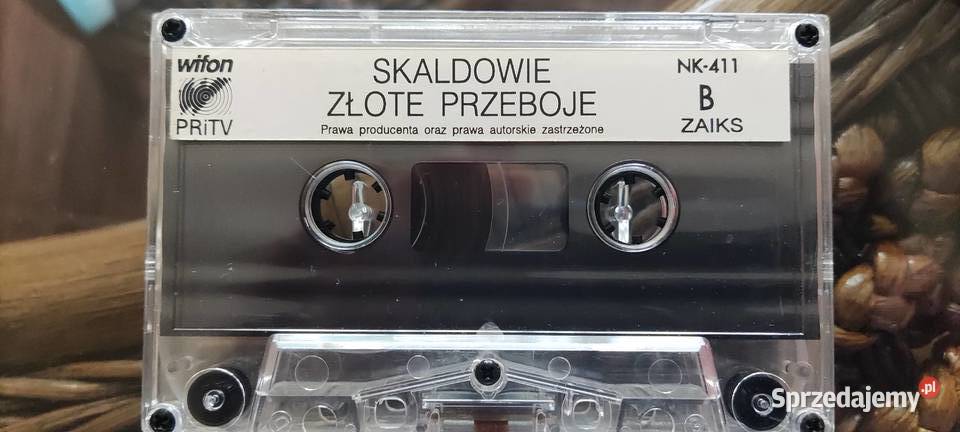 wifon
PRiTV
SKALDOWIE
ZŁOTE PRZEBOJE
Prawa producenta oraz prawa autorskie zastrzeżone
NK-411
B
ZAIKS
Sprzedajemy.pl